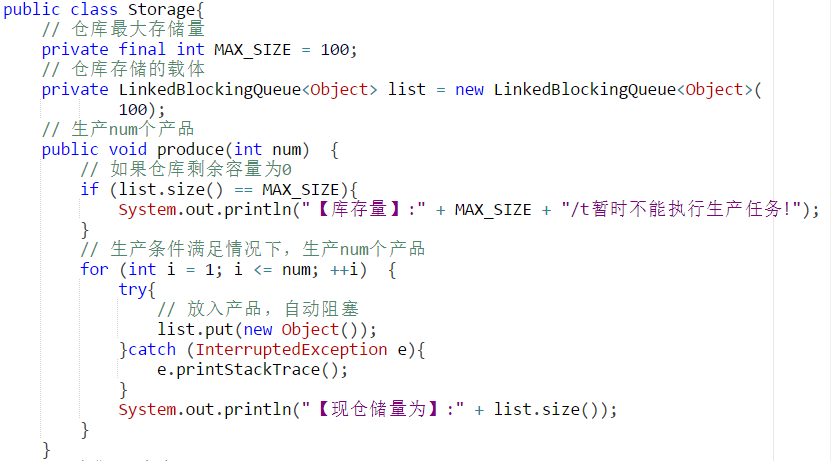 public class Storage{
// 仓库最大存储量
private final int MAX_SIZE = 100;
// 仓库存储的载体
private LinkedBlockingQueue<Object> list = new LinkedBlockingQueue<Object>(
100);
// 生产num个产品
public void produce(int num)  {
// 如果仓库剩余容量为0
if (list.size() == MAX_SIZE){
System.out.println("【库存量】:" + MAX_SIZE + "/t暂时不能执行生产任务!");
}
// 生产条件满足情况下，生产num个产品
for (int i = 1; i <= num; ++i)  {
try{
// 放入产品，自动阻塞
list.put(new Object());
}catch (InterruptedException e){
e.printStackTrace();
}
System.out.println("【现仓储量为】:" + list.size());
}
}